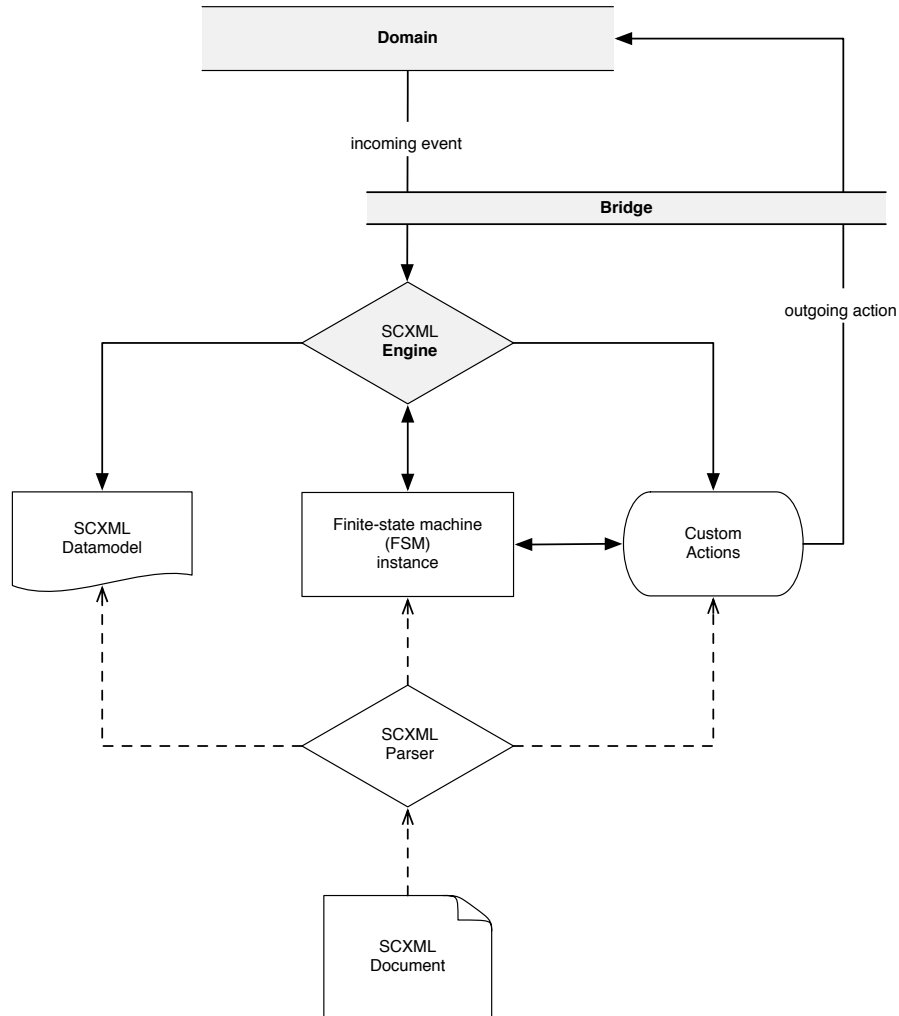 Domain
incoming event
Bridge
outgoing action
SCXML
Engine
SCXML
Datamodel
Finite-state machine
(FSM)
instance
Custom
Actions
SCXML
Parser
SCXML
Document